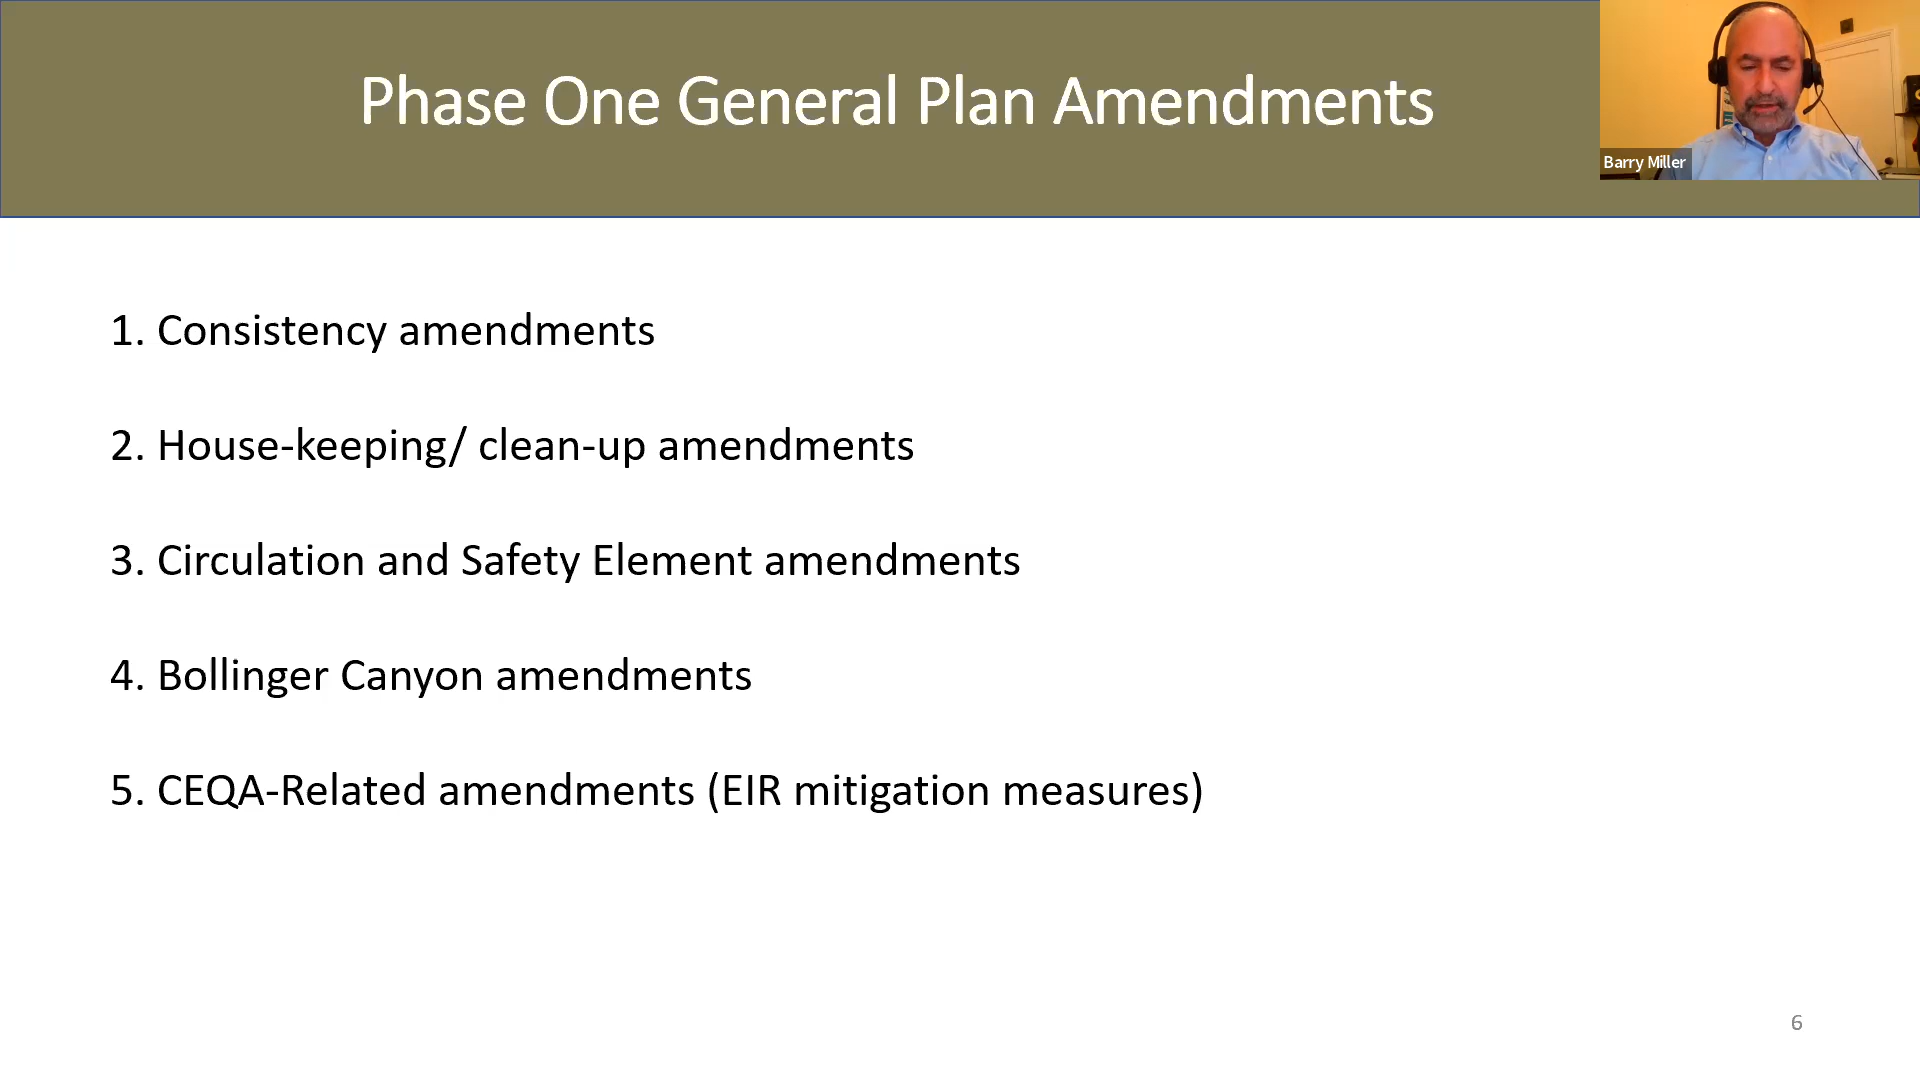 Phase One General Plan Amendments
Barry Miller
1. Consistency amendments
2. House-keeping/ clean-up amendments
3. Circulation and Safety Element amendments
4. Bollinger Canyon amendments
5. CEQA-Related amendments (EIR mitigation measures)
6